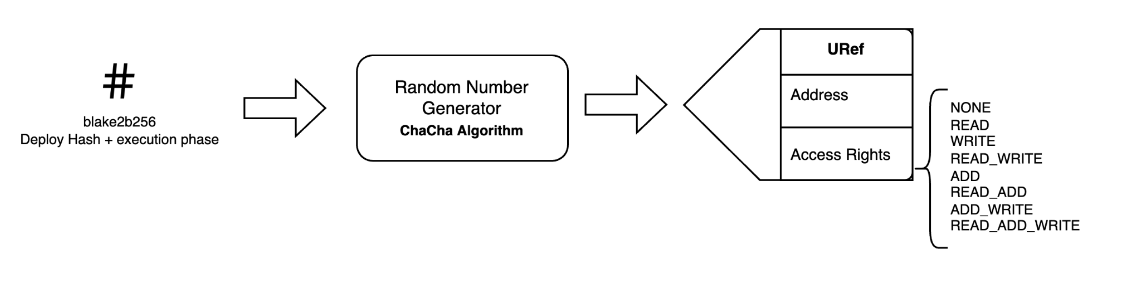 #
blake2b256
Deploy Hash + execution phase
Random Number
Generator
ChaCha Algorithm
URef
Address
Access Rights
NONE
READ
WRITE
READ_WRITE
ADD
READ_ADD
ADD_WRITE
READ_ADD_WRITE